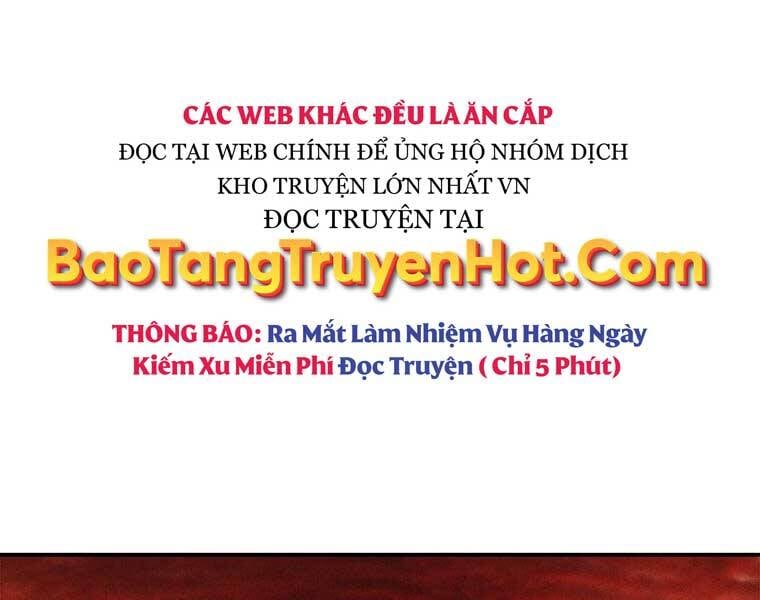 CÁC WEB KHÁC ĐỀU LÀ ĂN CẮP
ĐỌC TẠI WEB CHÍNH ĐỂ ỦNG HỘ NHÓM DỊCH
KHO TRUYỆN LỚN NHẤT VN
ĐỌC TRUYỆN TẠI
BaoTangTruyenHot.Com
THÔNG BÁO: Ra Mắt Làm Nhiệm Vụ Hàng Ngày
Kiếm Xu Miễn Phí Đọc Truyện ( Chỉ 5 Phút)